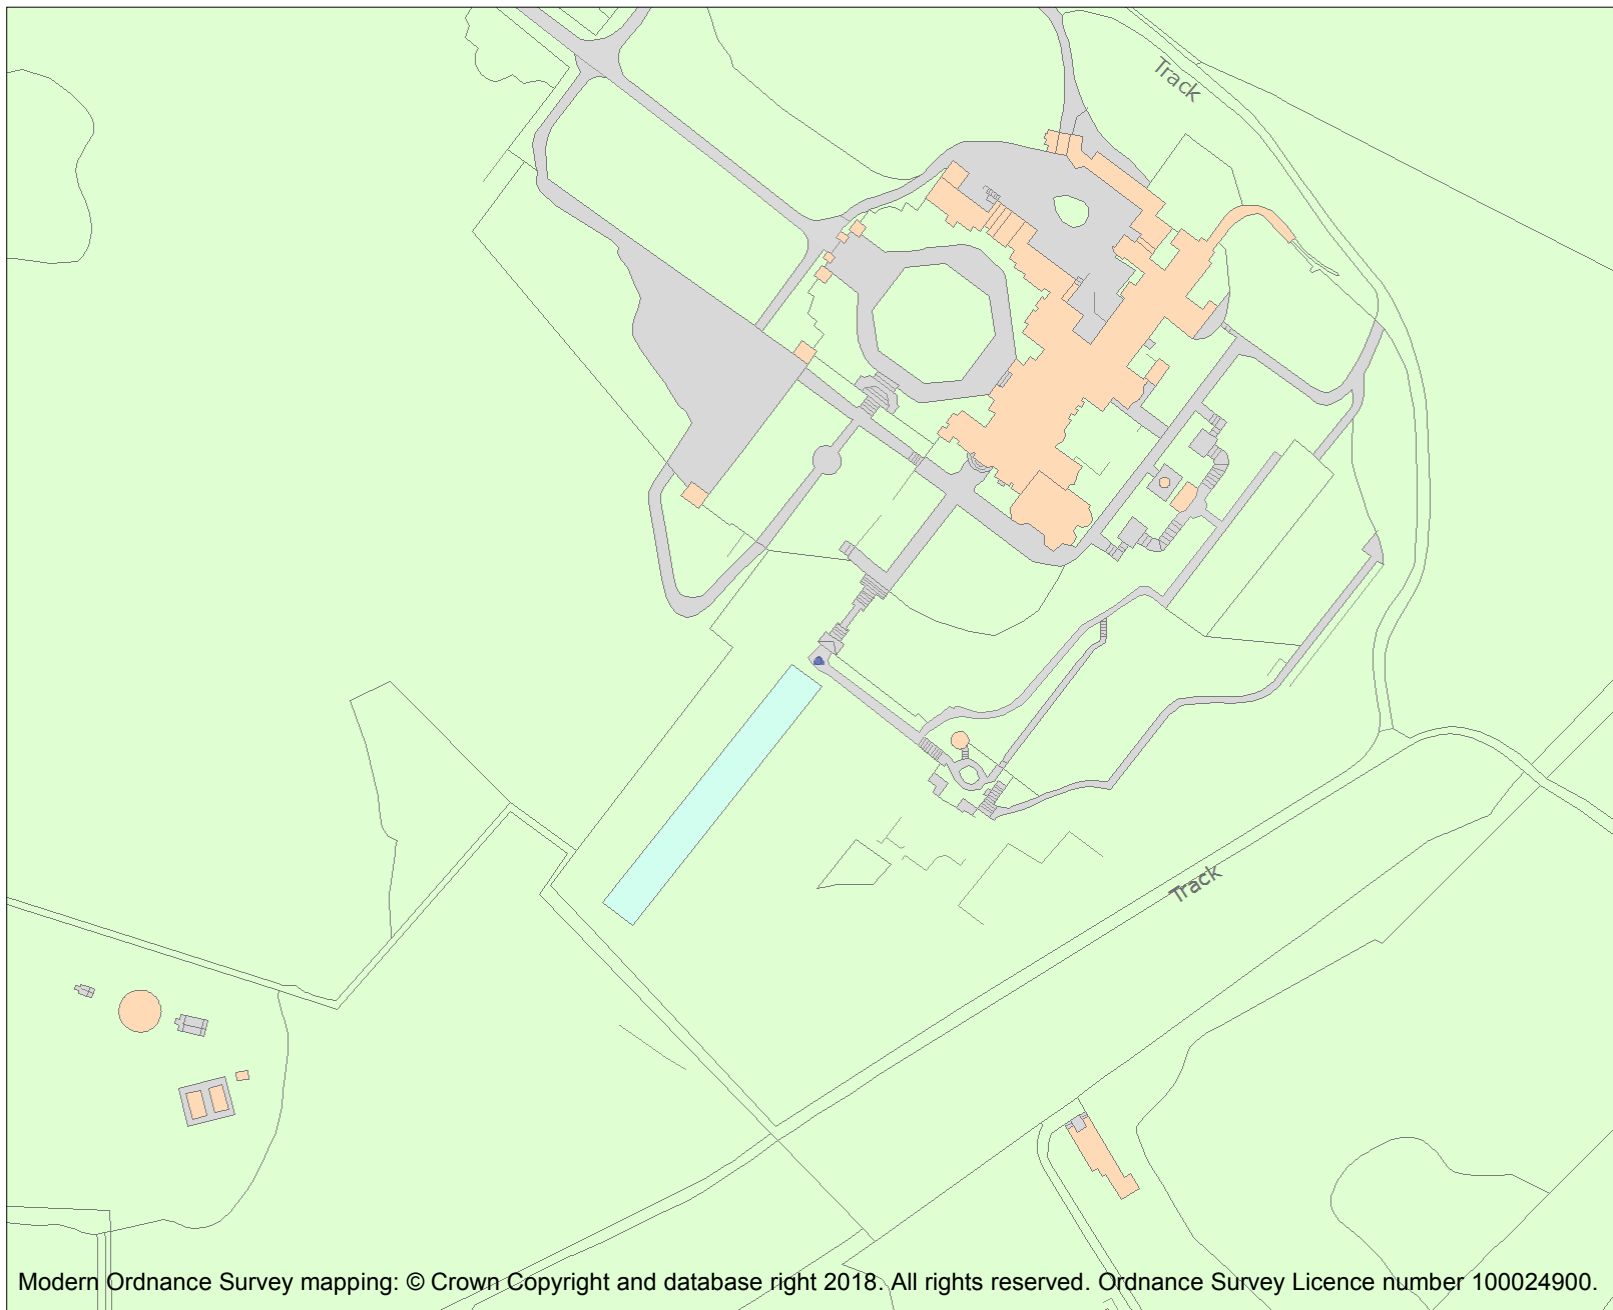 Track
Track
Modern Ordnance Survey mapping: © Crown Copyright and database right 2018. All rights reserved. Ordnance Survey Licence number 100024900.